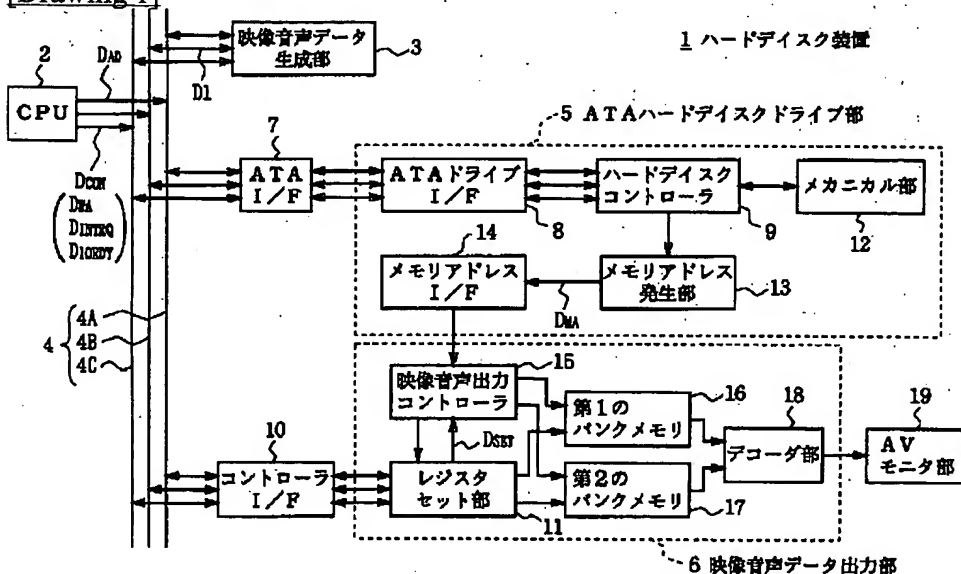 1 ハードディスク装置
映像音声データ
生成部
3
D1
2
CPU
DAD
DCON
DMA
DINTRQ
DIORDY
5 ATAハードディスクドライブ部
7
ATA
I/F
ATAドライブ
I/F
8
ハードディスク
コントローラ
9
メカニカル部
12
14
メモリアドレス
I/F
DMA
メモリアドレス
発生部
13
4
4A
4B
4C
15
映像音声出力
コントローラ
DSET
16
第1の
バンクメモリ
18
デコーダ部
19
AV
モニタ部
10
コントローラ
I/F
レジスタ
セット部
11
第2の
バンクメモリ
17
6 映像音声データ出力部